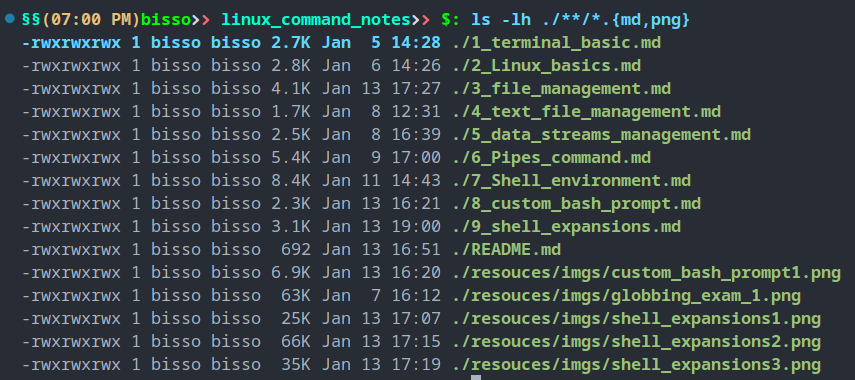 §§(07:00 PM)bisso>> linux_command_notes>> $: ls -lh ./**/*.{md,png}
-rwxrwxrwx 1 bisso bisso 2.7K Jan  5 14:28 ./1_terminal_basic.md
-rwxrwxrwx 1 bisso bisso 2.8K Jan  6 14:26 ./2_Linux_basics.md
-rwxrwxrwx 1 bisso bisso 4.1K Jan 13 17:27 ./3_file_management.md
-rwxrwxrwx 1 bisso bisso 1.7K Jan  8 12:31 ./4_text_file_management.md
-rwxrwxrwx 1 bisso bisso 2.5K Jan  8 16:39 ./5_data_streams_management.md
-rwxrwxrwx 1 bisso bisso 5.4K Jan  9 17:00 ./6_Pipes_command.md
-rwxrwxrwx 1 bisso bisso 8.4K Jan 11 14:43 ./7_Shell_environment.md
-rwxrwxrwx 1 bisso bisso 2.3K Jan 13 16:21 ./8_custom_bash_prompt.md
-rwxrwxrwx 1 bisso bisso 3.1K Jan 13 19:00 ./9_shell_expansions.md
-rwxrwxrwx 1 bisso bisso  692 Jan 13 16:51 ./README.md
-rwxrwxrwx 1 bisso bisso 6.9K Jan 13 16:20 ./resouces/imgs/custom_bash_prompt1.png
-rwxrwxrwx 1 bisso bisso  63K Jan  7 16:12 ./resouces/imgs/globbing_exam_1.png
-rwxrwxrwx 1 bisso bisso  25K Jan 13 17:07 ./resouces/imgs/shell_expansions1.png
-rwxrwxrwx 1 bisso bisso  66K Jan 13 17:15 ./resouces/imgs/shell_expansions2.png
-rwxrwxrwx 1 bisso bisso  35K Jan 13 17:19 ./resouces/imgs/shell_expansions3.png